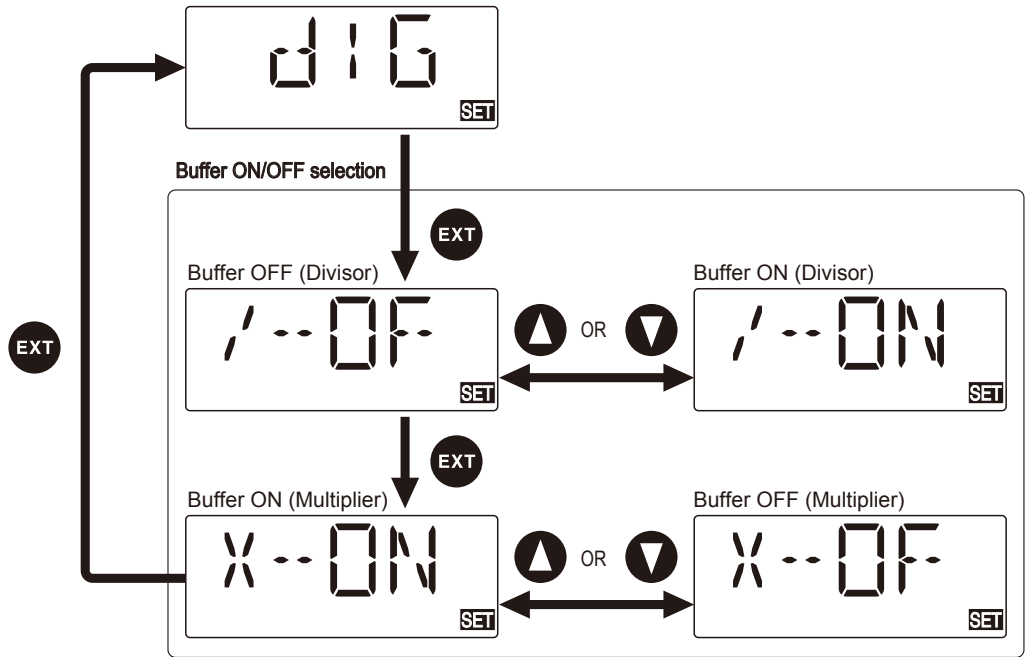 dIG
SET
Buffer ON/OFF selection
EXT
Buffer OFF (Divisor)
/--OF
SET
OR
Buffer ON (Divisor)
/--ON
SET
EXT
EXT
Buffer ON (Multiplier)
X--ON
SET
OR
Buffer OFF (Multiplier)
X--OF
SET